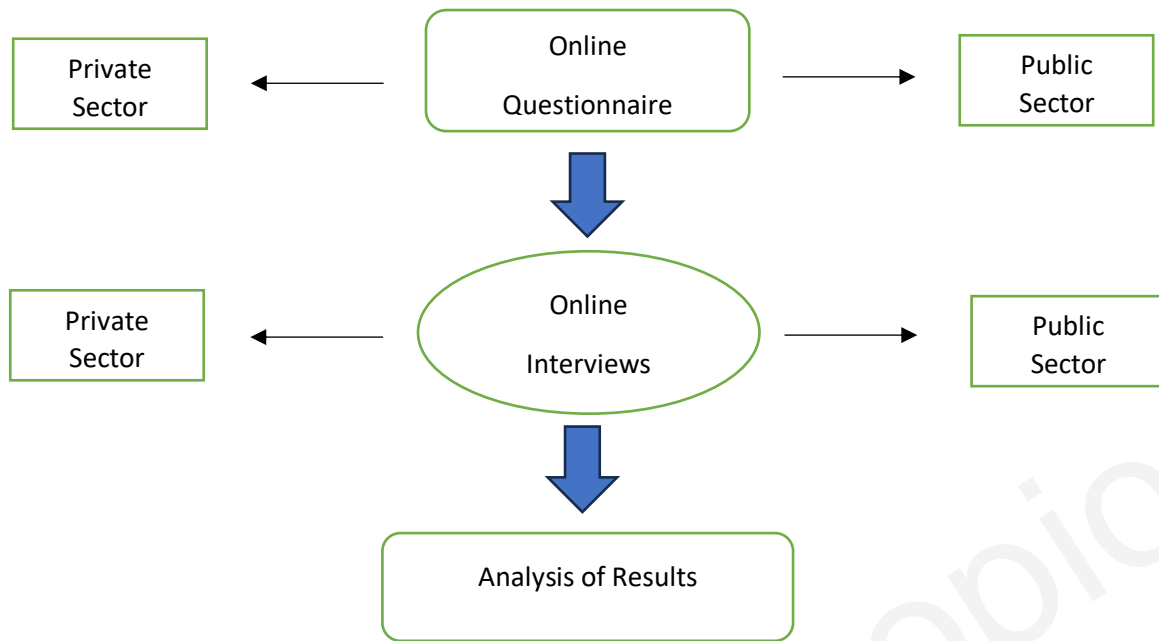 Private
Sector
Online
Questionnaire
Public
Sector
Private
Sector
Online
Interviews
Public
Sector
Analysis of Results